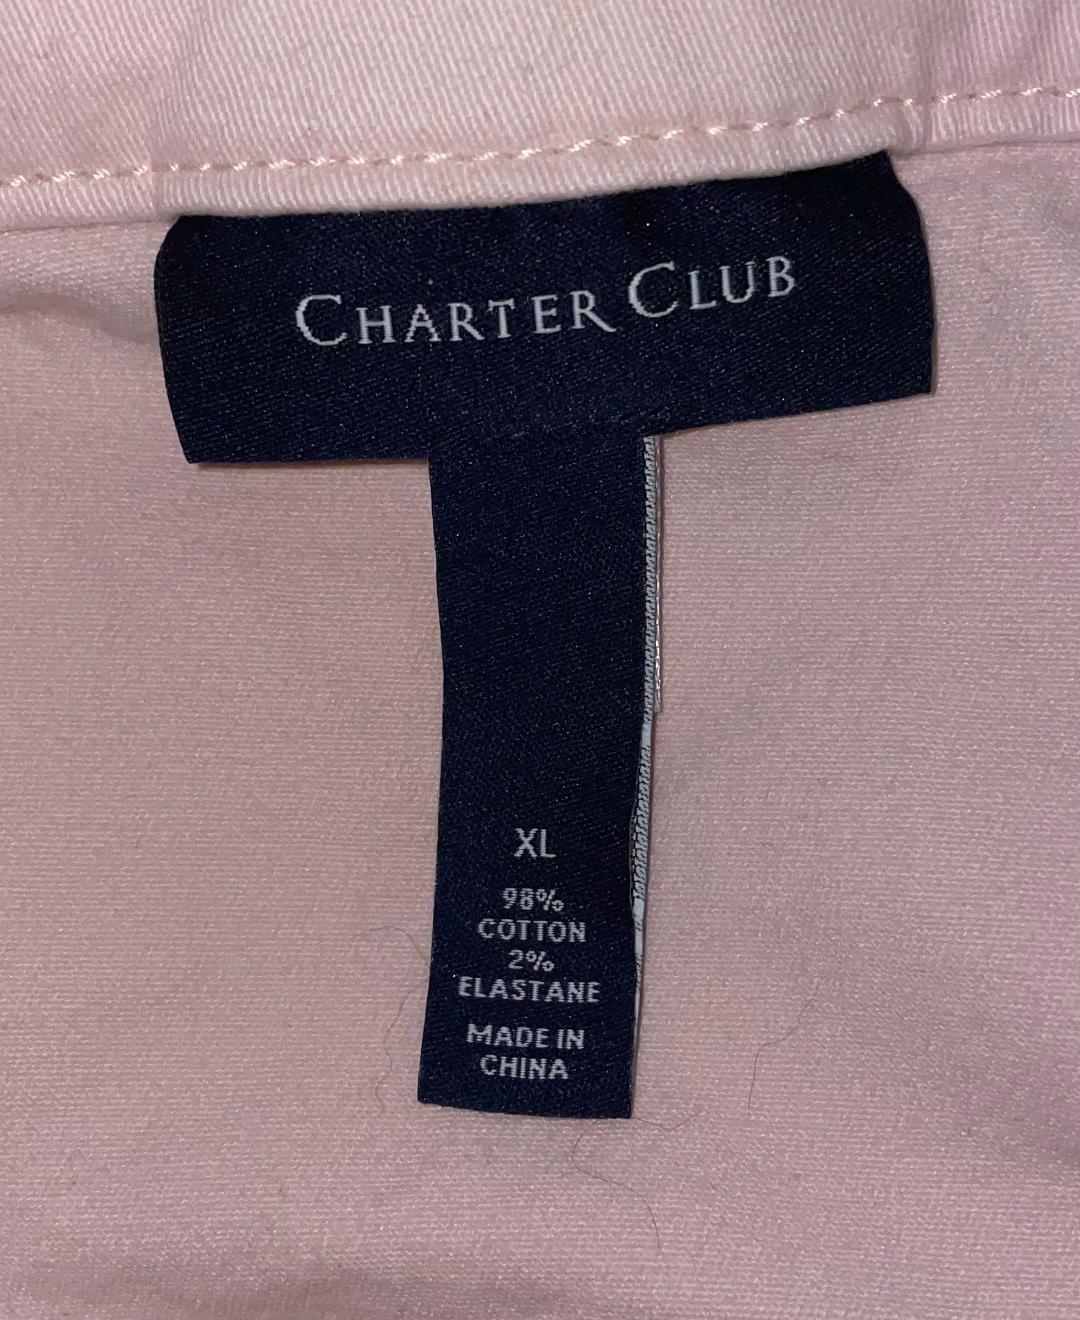 CHARTER CLUB
XL
98%
COTTON
2%
ELASTANE
MADE IN
CHINA